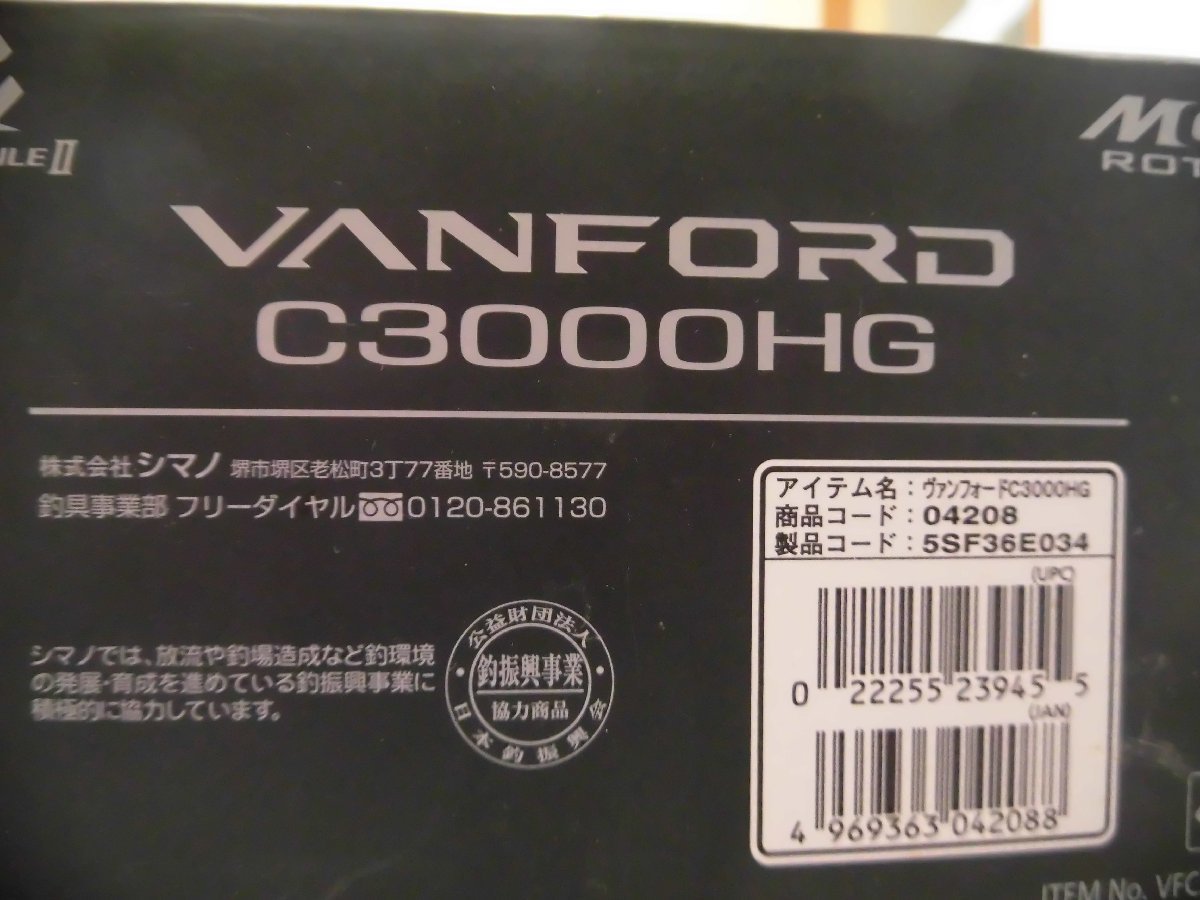 II
VANFORD
C3000HG
株式会社シマノ 堺市堺区老松町3丁77番地 〒590-8577
釣具事業部 フリーダイヤル 0120-861130
シマノでは、放流や釣場造成など釣環境
の発展・育成を進めている釣振興事業に
積極的に協力しています。
公益財団法人
釣振興事業
協力商品
日本釣振興会
アイテム名：ヴァンフォードC3000HG
商品コード：04208
製品コード：5SF36E034
(UPC)
0 22255 23945 5
(JAN)
4 969363 042088
ITEM No. VFC